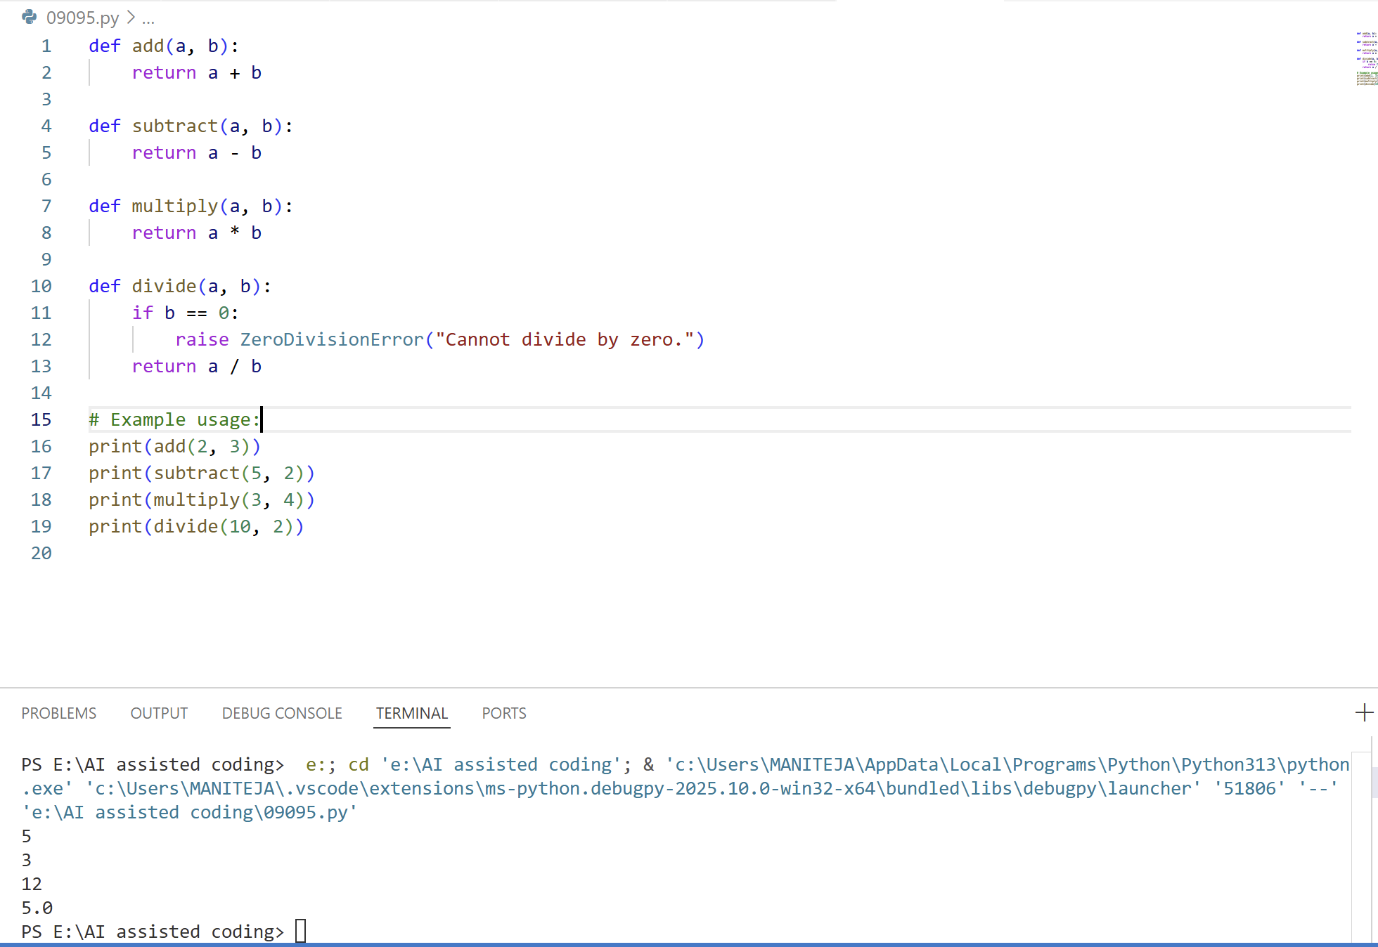 09095.py > ...
1 def add(a, b):
2     return a + b
3
4 def subtract(a, b):
5     return a - b
6
7 def multiply(a, b):
8     return a * b
9
10 def divide(a, b):
11     if b == 0:
12         raise ZeroDivisionError("Cannot divide by zero.")
13     return a / b
14
15 # Example usage:
16 print(add(2, 3))
17 print(subtract(5, 2))
18 print(multiply(3, 4))
19 print(divide(10, 2))
20
PROBLEMS OUTPUT DEBUG CONSOLE TERMINAL PORTS
PS E:\AI assisted coding>  e:; cd 'e:\AI assisted coding'; & 'c:\Users\MANITEJA\AppData\Local\Programs\Python\Python313\python
.exe' 'c:\Users\MANITEJA\.vscode\extensions\ms-python.debugpy-2025.10.0-win32-x64\bundled\libs\debugpy\launcher' '51806' '--'
'e:\AI assisted coding\09095.py'
5
3
12
5.0
PS E:\AI assisted coding>